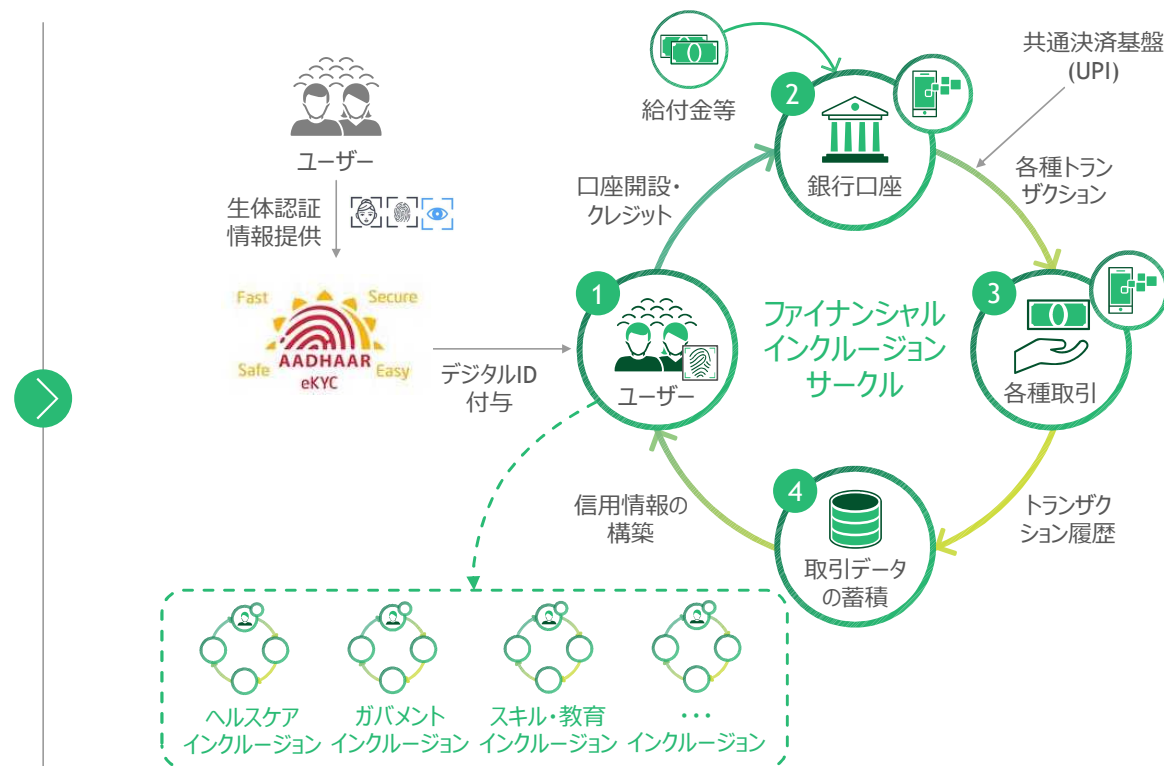 ユーザー
生体認証
情報提供
Fast
Secure
AADHAAR
Safe
Easy
eKYC
デジタルID
付与
給付金等
共通決済基盤
(UPI)
2
銀行口座
口座開設・
クレジット
各種トラン
ザクション
1
ユーザー
ファイナンシャル
インクルージョン
サークル
3
各種取引
信用情報の
構築
4
取引データ
の蓄積
トランザク
ション履歴
ヘルスケア
インクルージョン
ガバメント
インクルージョン
スキル・教育
インクルージョン
・・・
インクルージョン